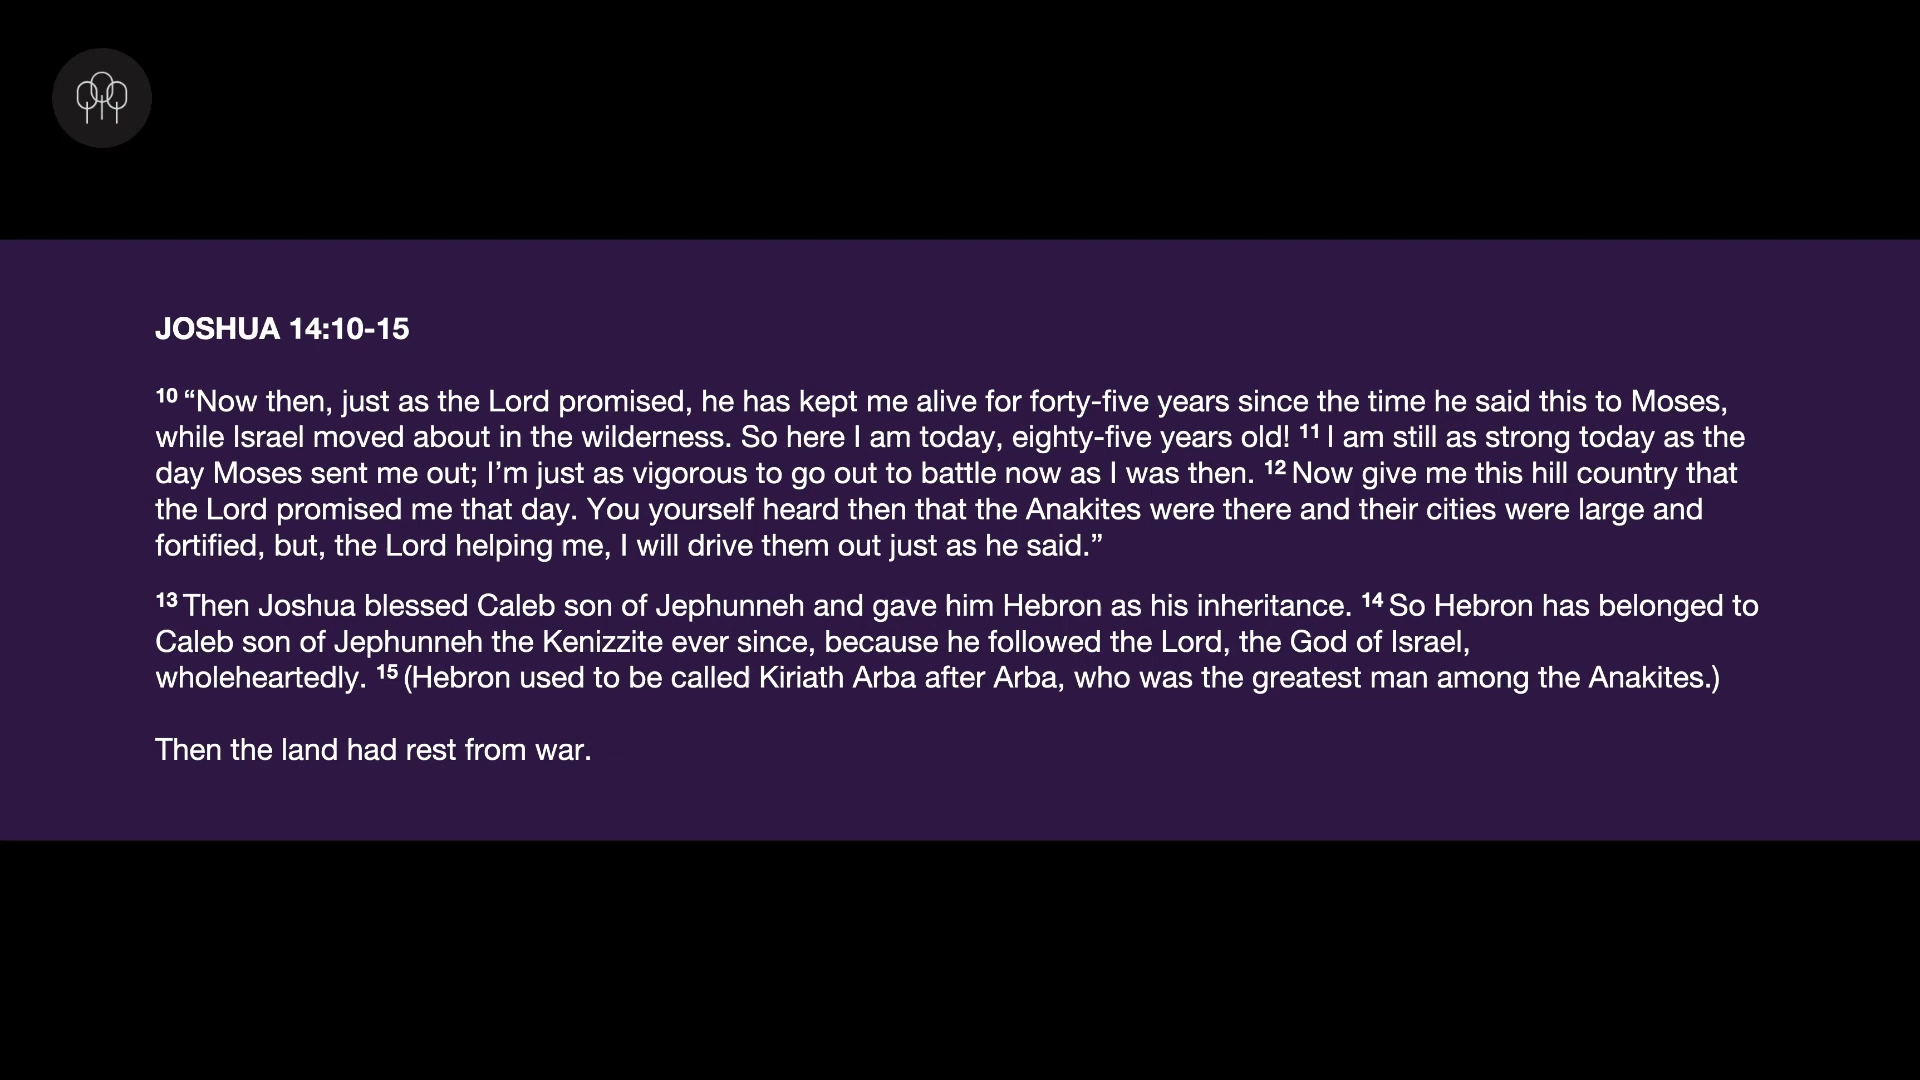 JOSHUA 14:10-15
10 “Now then, just as the Lord promised, he has kept me alive for forty-five years since the time he said this to Moses,
while Israel moved about in the wilderness. So here I am today, eighty-five years old! 11 I am still as strong today as the
day Moses sent me out; I’m just as vigorous to go out to battle now as I was then. 12 Now give me this hill country that
the Lord promised me that day. You yourself heard then that the Anakites were there and their cities were large and
fortified, but, the Lord helping me, I will drive them out just as he said.”
13 Then Joshua blessed Caleb son of Jephunneh and gave him Hebron as his inheritance. 14 So Hebron has belonged to
Caleb son of Jephunneh the Kenizzite ever since, because he followed the Lord, the God of Israel,
wholeheartedly. 15 (Hebron used to be called Kiriath Arba after Arba, who was the greatest man among the Anakites.)
Then the land had rest from war.